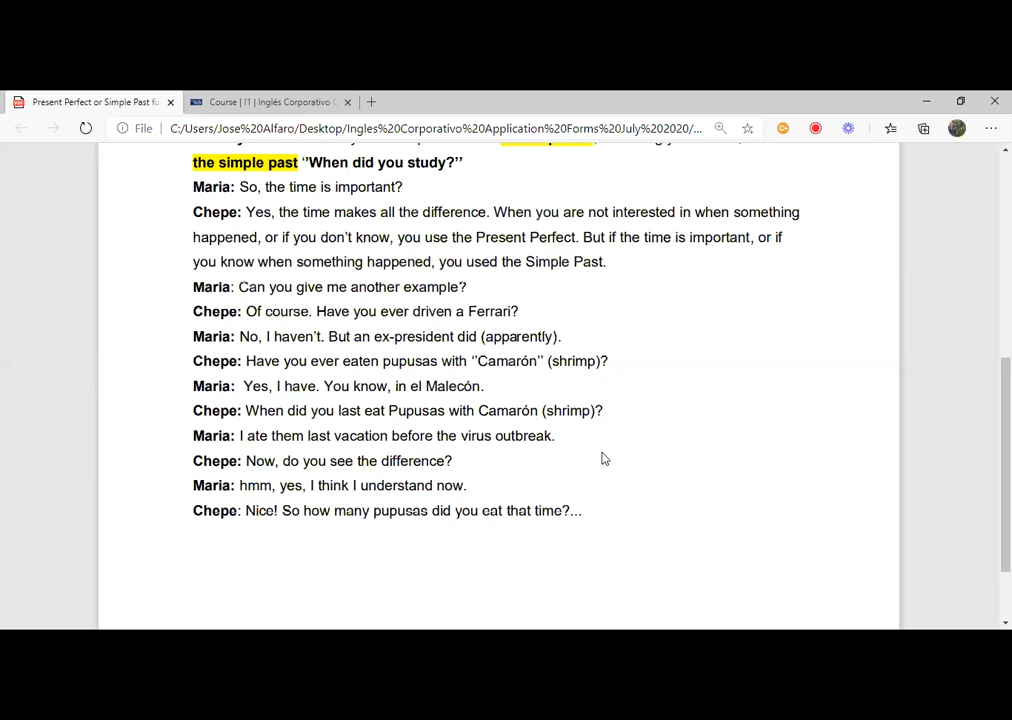 Present Perfect or Simple Past fu
Course | I1 | Inglés Corporativo C
File
C:/Users/Jose%20Alfaro/Desktop/Ingles%20Corporativo%20Application%20Forms%20July%202020/...
the simple past ‘’When did you study?’’
Maria: So, the time is important?
Chepe: Yes, the time makes all the difference. When you are not interested in when something
happened, or if you don’t know, you use the Present Perfect. But if the time is important, or if
you know when something happened, you used the Simple Past.
Maria: Can you give me another example?
Chepe: Of course. Have you ever driven a Ferrari?
Maria: No, I haven’t. But an ex-president did (apparently).
Chepe: Have you ever eaten pupusas with ‘’Camarón’’ (shrimp)?
Maria: Yes, I have. You know, in el Malecón.
Chepe: When did you last eat Pupusas with Camarón (shrimp)?
Maria: I ate them last vacation before the virus outbreak.
Chepe: Now, do you see the difference?
Maria: hmm, yes, I think I understand now.
Chepe: Nice! So how many pupusas did you eat that time?...